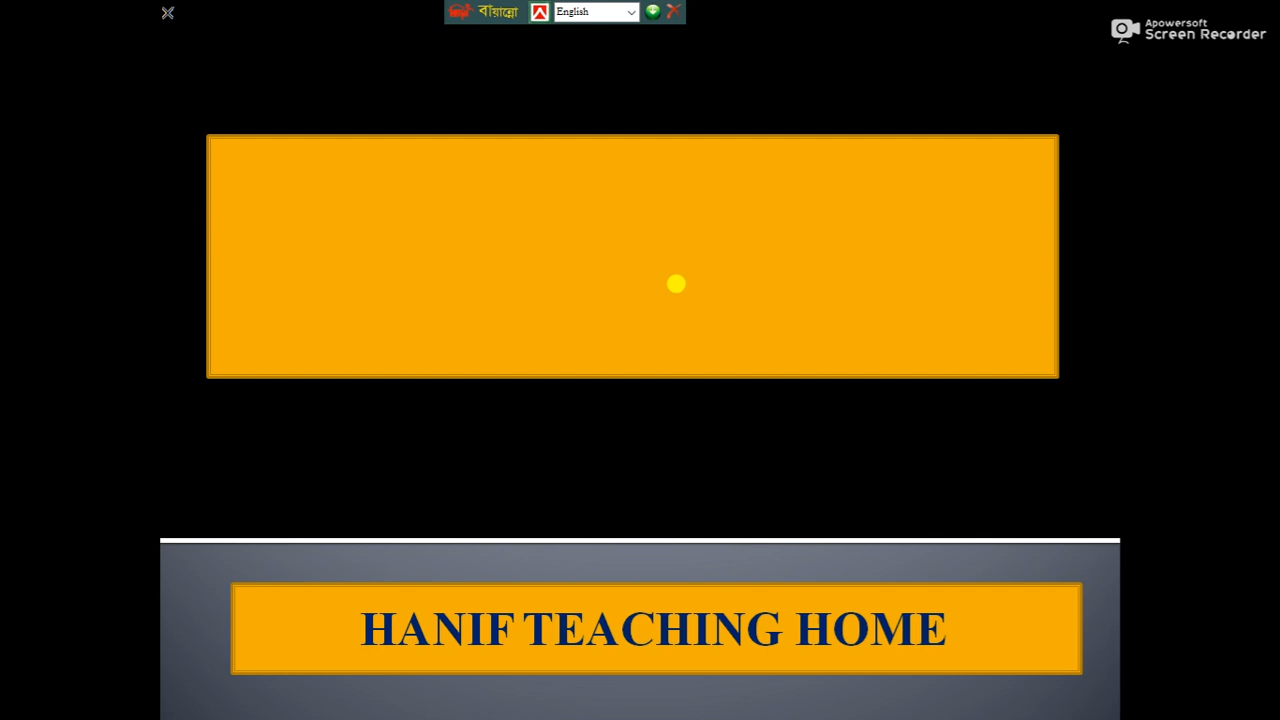 বায়ান্নো
English
Apowersoft
Screen Recorder
HANIF TEACHING HOME